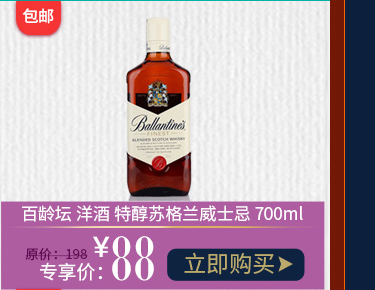 包邮
Ballantine's
FINEST
BLENDED SCOTCH WHISKY
百龄坛 洋酒 特醇苏格兰威士忌 700ml
原价：198
专享价：¥88
立即购买